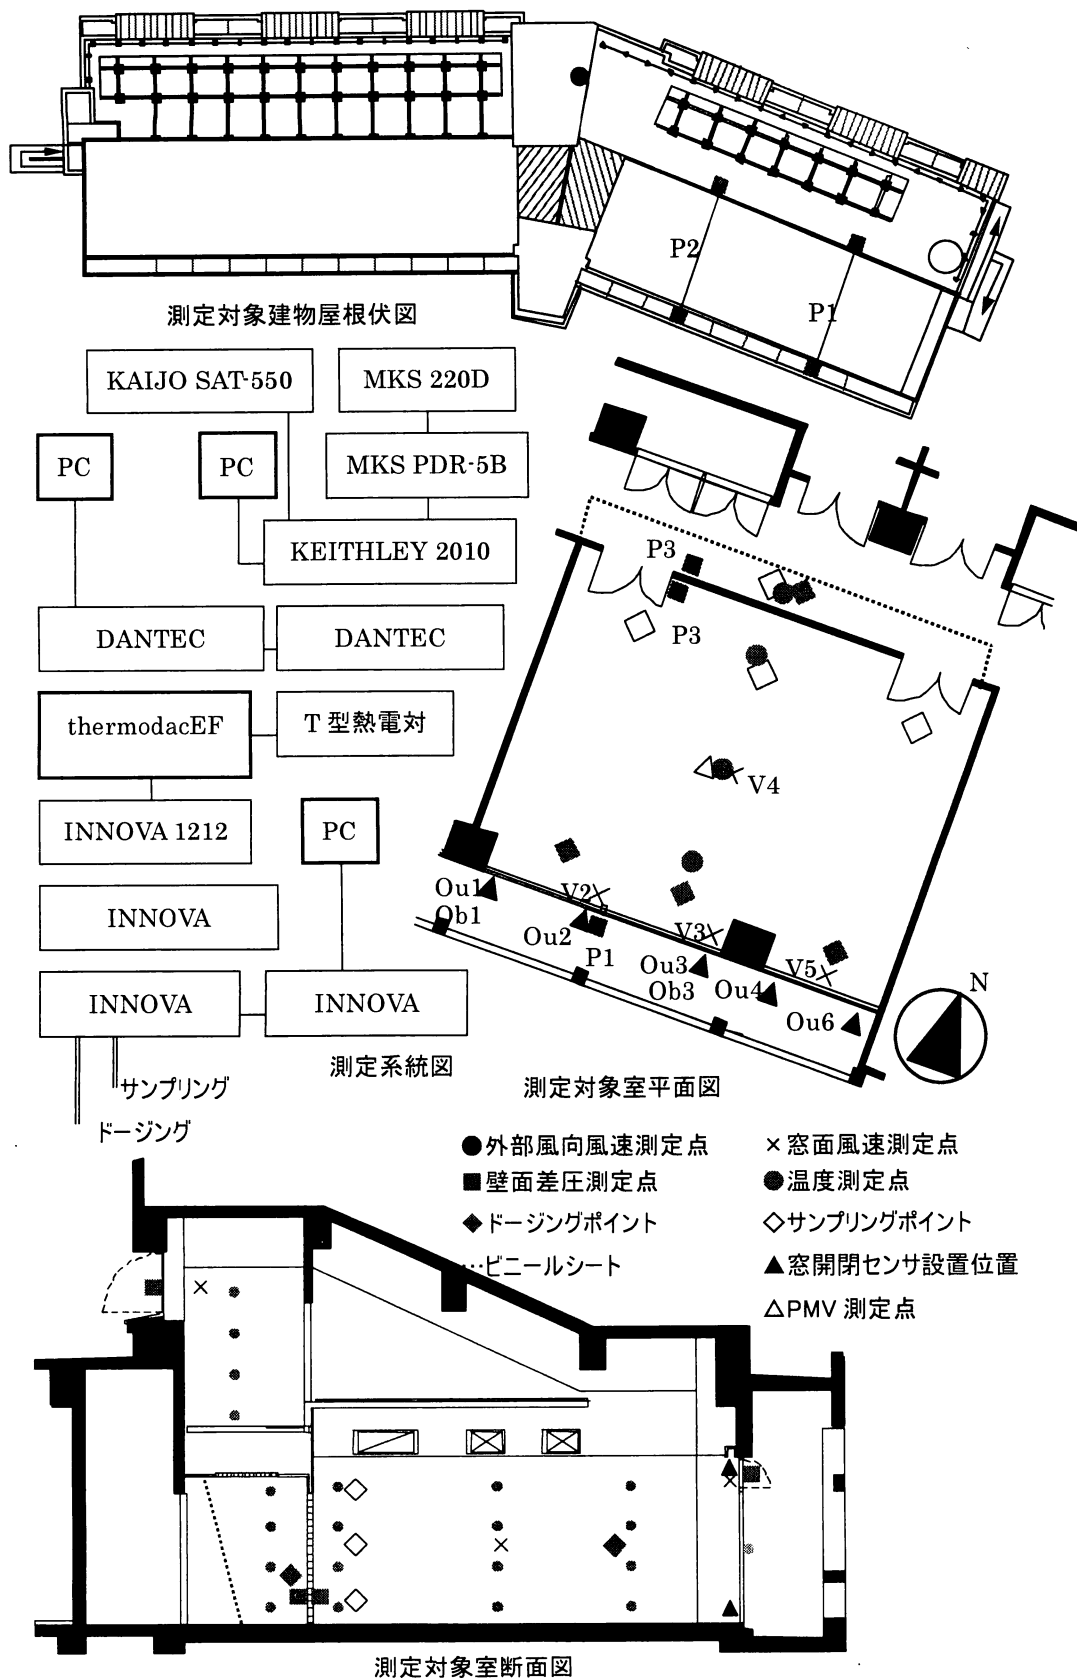 P2
P1
測定対象建物屋根伏図
KAIJO SAT-550
MKS 220D
PC
PC
MKS PDR-5B
KEITHLEY 2010
DANTEC
DANTEC
thermodacEF
T 型熱電対
INNOVA 1212
PC
INNOVA
INNOVA
INNOVA
サンプリング
ドージング
測定系統図
P3
P3
V4
Ou1
Ob1
V2
Ou2
P1
V3
Ou3
Ob3
Ou4
V5
Ou6
N
測定対象室平面図
●外部風向風速測定点
×窓面風速測定点
■壁面差圧測定点
●温度測定点
◆ドージングポイント
◇サンプリングポイント
…ビニールシート
▲窓開閉センサ設置位置
△PMV 測定点
測定対象室断面図